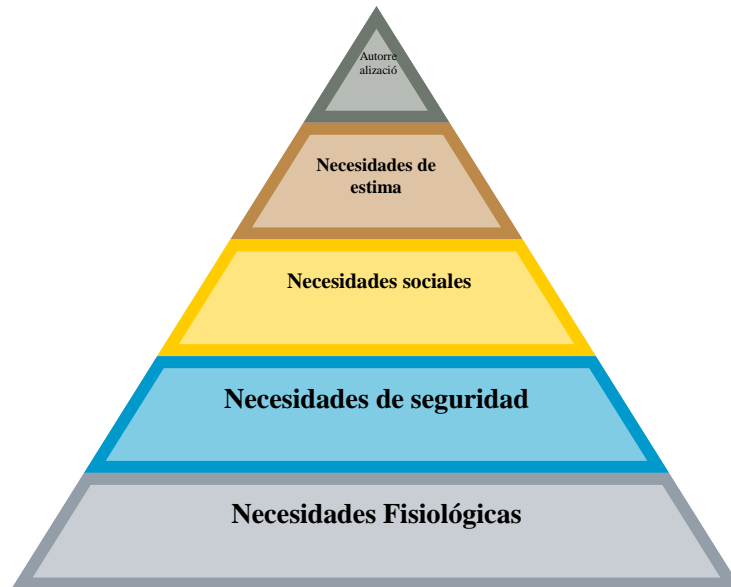 Autorre
alizació
Necesidades de
estima
Necesidades sociales
Necesidades de seguridad
Necesidades Fisiológicas